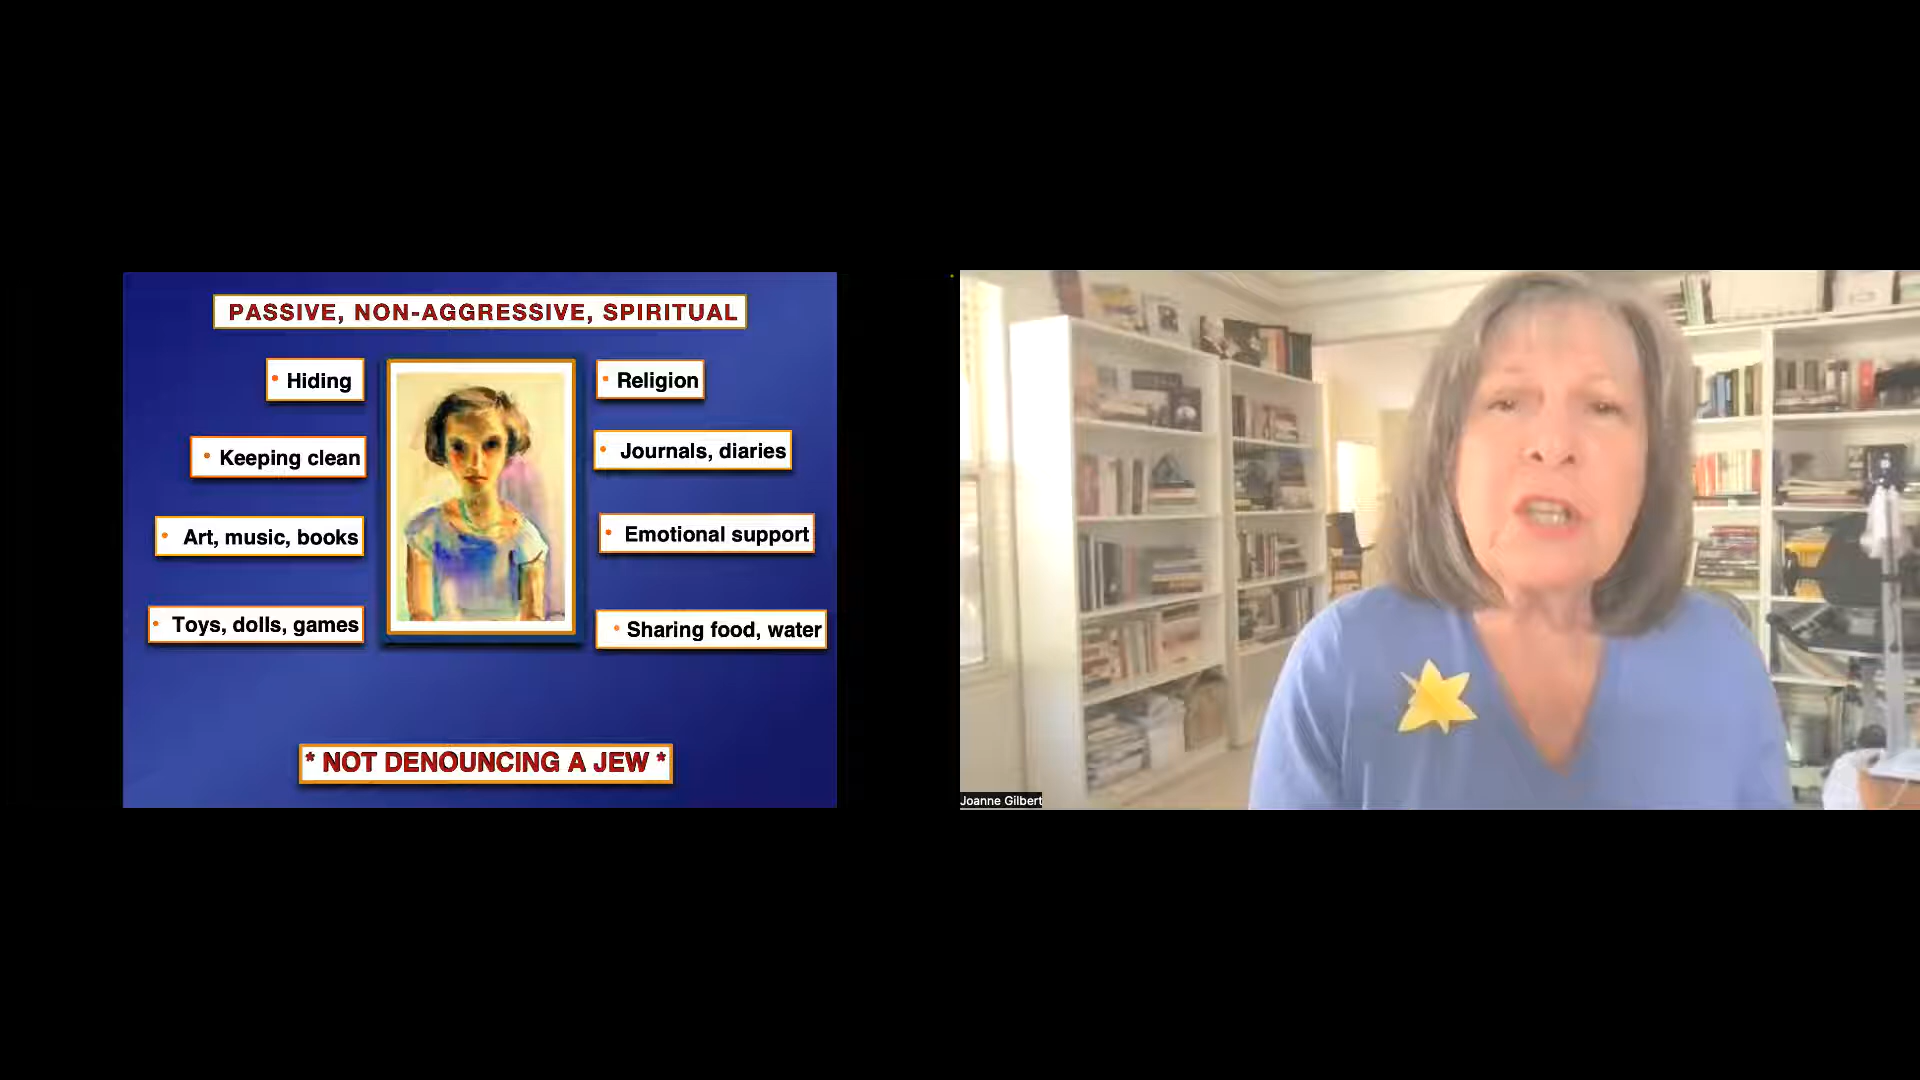 PASSIVE, NON-AGGRESSIVE, SPIRITUAL
• Hiding
• Religion
• Keeping clean
• Journals, diaries
• Art, music, books
• Emotional support
• Toys, dolls, games
• Sharing food, water
* NOT DENOUNCING A JEW *
Joanne Gilbert